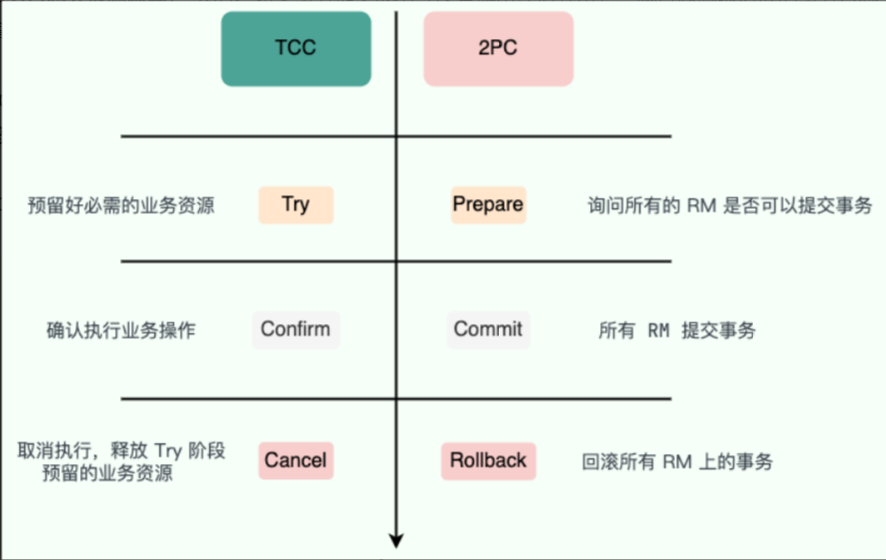 TCC
2PC
预留好必需的业务资源
Try
Prepare
询问所有的 RM 是否可以提交事务
确认执行业务操作
Confirm
Commit
所有 RM 提交事务
取消执行，释放 Try 阶段
预留的业务资源
Cancel
Rollback
回滚所有 RM 上的事务